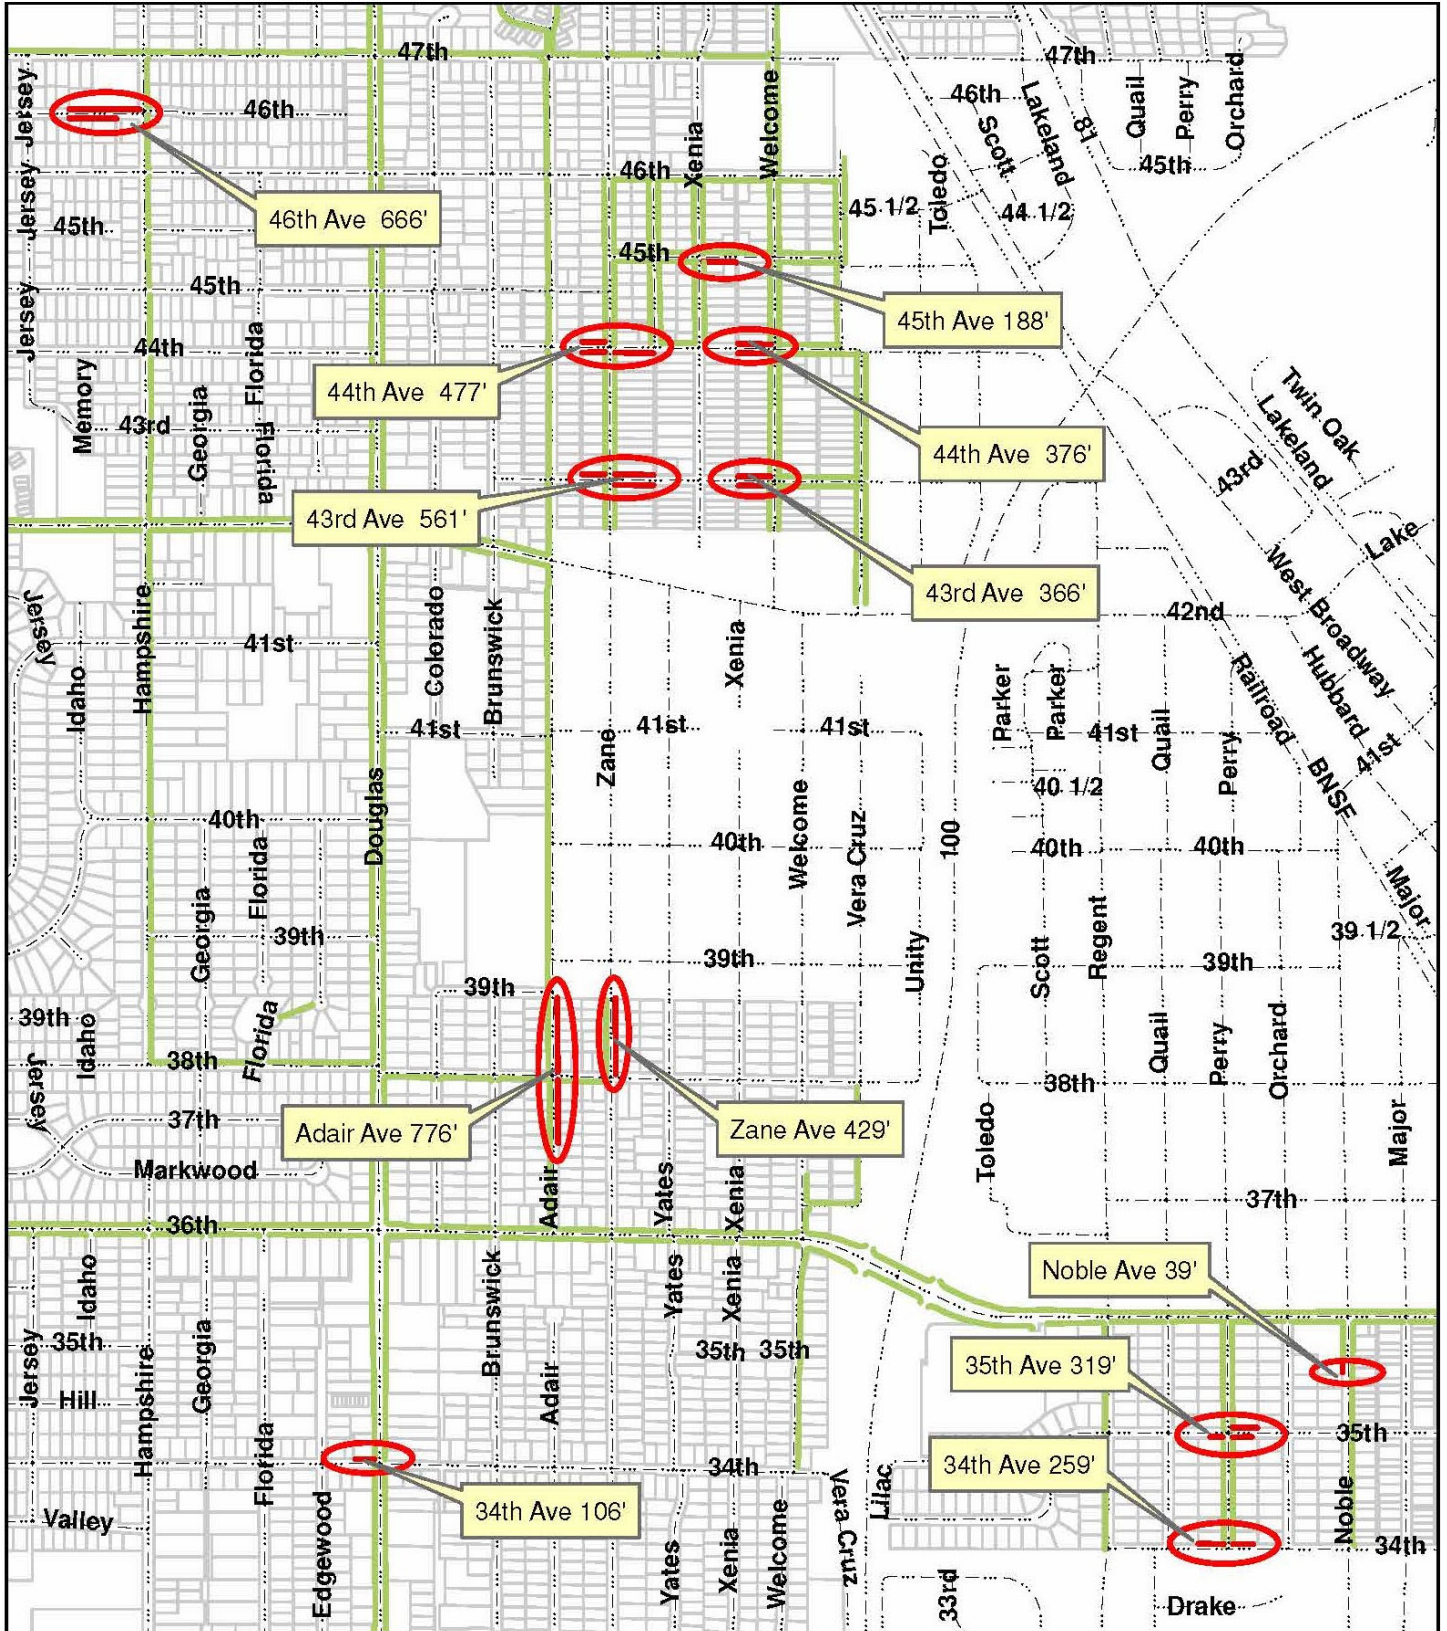 47th
47th
Jersey
46th
46th
Lakeland
81
Quail
Perry
Orchard
Scott
Xenia
Welcome
46th
45th
Toledo
Jersey
46th Ave 666'
45 1/2
44 1/2
45th
45th
45th
Jersey
45th Ave 188'
44th
Florida
Memory
Georgia
44th Ave 477'
43rd
Florida
44th Ave 376'
Twin Oak
Lakeland
43rd
43rd Ave 561'
Lake
43rd Ave 366'
42nd
West Broadway
Jersey
Hampshire
41st
Idaho
Colorado
Brunswick
Xenia
Parker
Parker
Railroad
Hubbard
41st
41st
41st
41st
Quail
Perry
41st
Zane
40 1/2
BNSF
Douglas
40th
Florida
Georgia
40th
Welcome
Vera Cruz
100
40th
40th
Major
39th
39 1/2
39th
Unity
Scott
Regent
39th
39th
39th
Idaho
Florida
38th
Jersey
Quail
Perry
Orchard
38th
37th
Adair Ave 776'
Zane Ave 429'
Toledo
Major
Markwood
Adair
Yates
Xenia
37th
36th
Noble Ave 39'
Idaho
Brunswick
Yates
Xenia
35th
Jersey
Georgia
35th
35th
35th Ave 319'
Hill
Hampshire
Adair
35th
Florida
34th
34th Ave 259'
Valley
34th Ave 106'
Edgewood
Yates
Xenia
Welcome
Vera Cruz
Lilac
Noble
34th
33rd
Drake